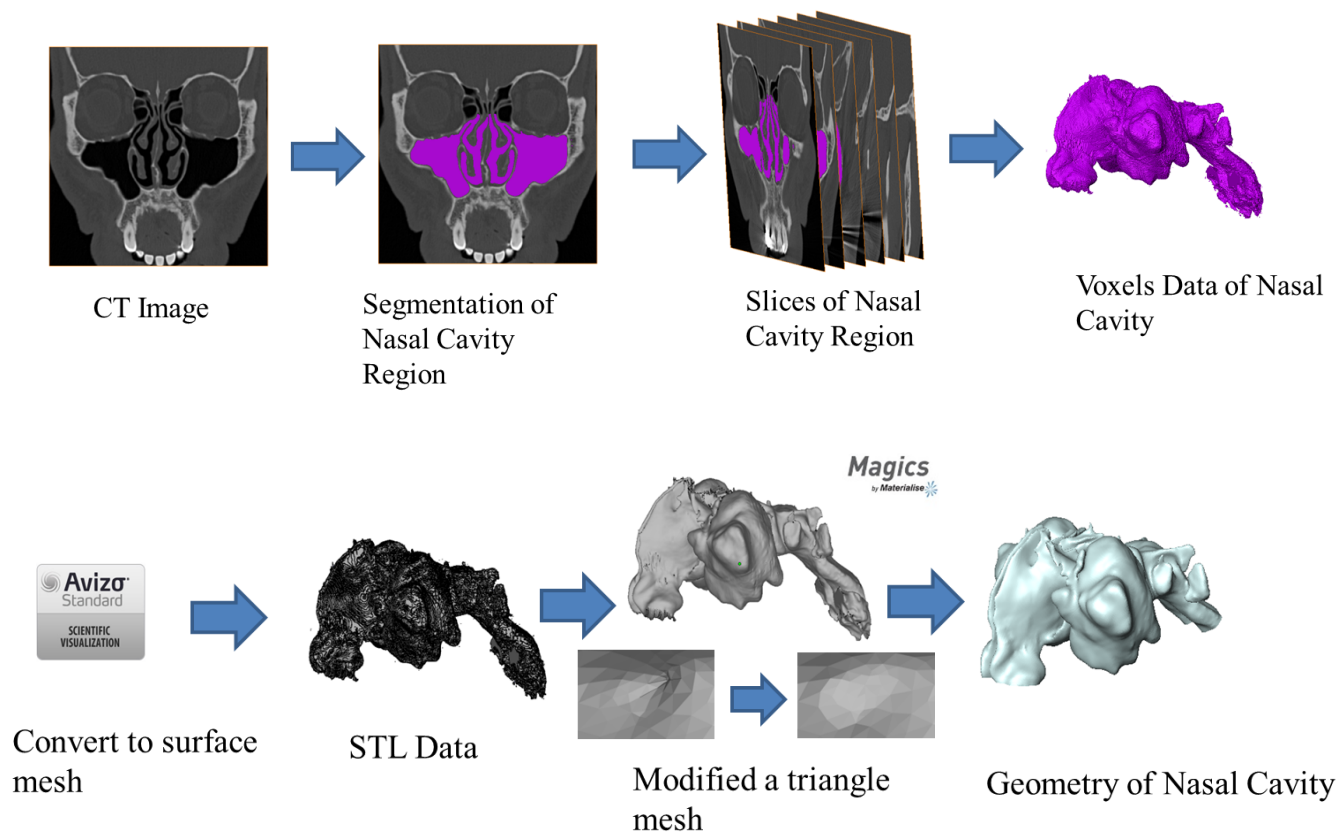 CT Image
Segmentation of
Nasal Cavity
Region
Slices of Nasal
Cavity Region
Voxels Data of Nasal
Cavity
Avizo
Standard
SCIENTIFIC
VISUALIZATION
Convert to surface
mesh
STL Data
Magics
by Materialise
Modified a triangle
mesh
Geometry of Nasal Cavity